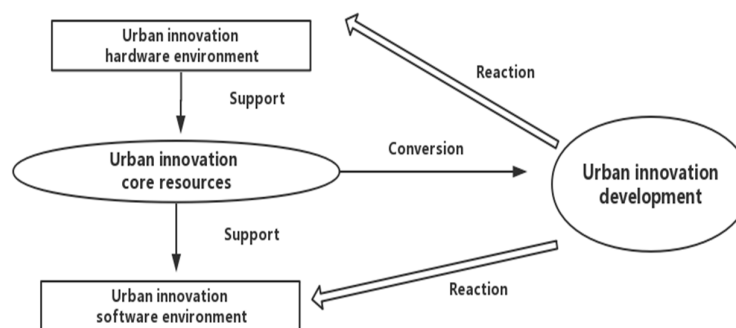 Urban innovation
hardware environment
Reaction
Support
Urban innovation
core resources
Conversion
Urban innovation
development
Support
Reaction
Urban innovation
software environment